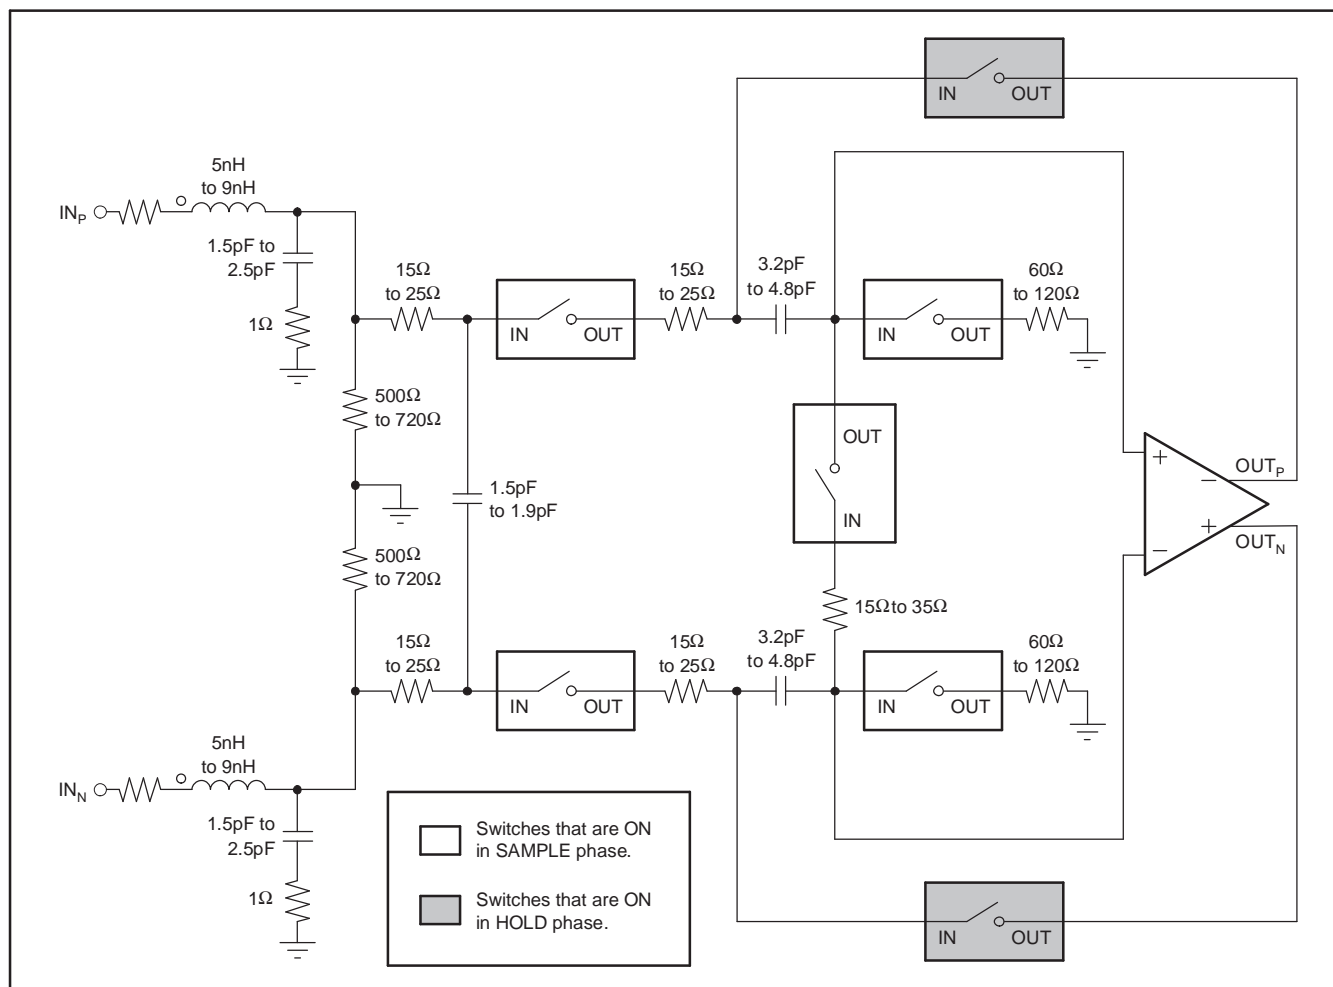 IN OUT
5nH
to 9nH
INP
1.5pF to
2.5pF
1Ω
15Ω
to 25Ω
IN OUT
15Ω
to 25Ω
3.2pF
to 4.8pF
IN OUT
60Ω
to 120Ω
500Ω
to 720Ω
OUT
IN
1.5pF
to 1.9pF
+
−
−
+
OUTP
OUTN
500Ω
to 720Ω
15Ω to 35Ω
15Ω
to 25Ω
IN OUT
15Ω
to 25Ω
3.2pF
to 4.8pF
IN OUT
60Ω
to 120Ω
5nH
to 9nH
INN
1.5pF to
2.5pF
1Ω
Switches that are ON
in SAMPLE phase.
Switches that are ON
in HOLD phase.
IN OUT